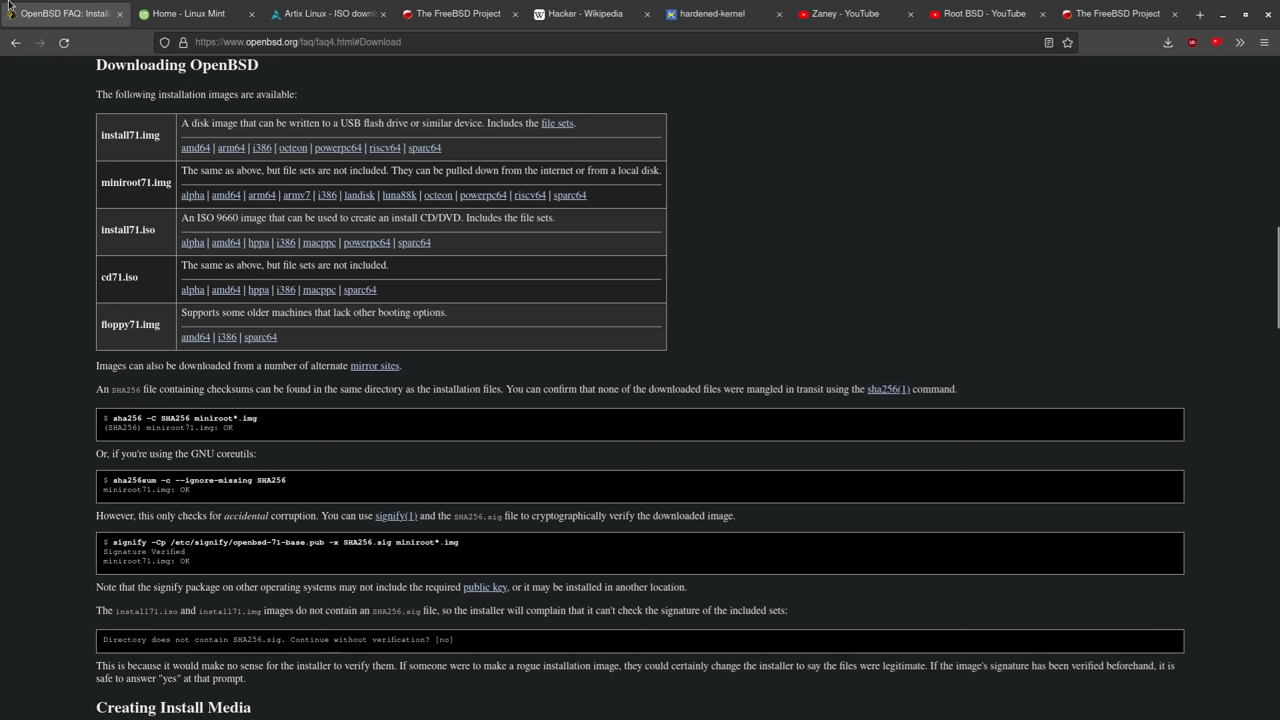 OpenBSD FAQ: Install
Home - Linux Mint
Artix Linux - ISO downl
The FreeBSD Project
Hacker - Wikipedia
hardened-kernel
Zaney - YouTube
Root BSD - YouTube
The FreeBSD Project
https://www.openbsd.org/faq/faq4.html#Download
Downloading OpenBSD
The following installation images are available:
install71.img
A disk image that can be written to a USB flash drive or similar device. Includes the file sets.
amd64 | arm64 | i386 | octeon | powerpc64 | riscv64 | sparc64
miniroot71.img
The same as above, but file sets are not included. They can be pulled down from the internet or from a local disk.
alpha | amd64 | arm64 | armv7 | i386 | landisk | luna88k | octeon | powerpc64 | riscv64 | sparc64
install71.iso
An ISO 9660 image that can be used to create an install CD/DVD. Includes the file sets.
alpha | amd64 | hppa | i386 | macppc | powerpc64 | sparc64
cd71.iso
The same as above, but file sets are not included.
alpha | amd64 | hppa | i386 | macppc | sparc64
floppy71.img
Supports some older machines that lack other booting options.
amd64 | i386 | sparc64
Images can also be downloaded from a number of alternate mirror sites.
An SHA256 file containing checksums can be found in the same directory as the installation files. You can confirm that none of the downloaded files were mangled in transit using the sha256(1) command.
$ sha256 -C SHA256 miniroot*.img
(SHA256) miniroot71.img: OK
Or, if you're using the GNU coreutils:
$ sha256sum -c --ignore-missing SHA256
miniroot71.img: OK
However, this only checks for accidental corruption. You can use signify(1) and the SHA256.sig file to cryptographically verify the downloaded image.
$ signify -Cp /etc/signify/openbsd-71-base.pub -x SHA256.sig miniroot*.img
Signature Verified
miniroot71.img: OK
Note that the signify package on other operating systems may not include the required public key, or it may be installed in another location.
The install71.iso and install71.img images do not contain an SHA256.sig file, so the installer will complain that it can't check the signature of the included sets:
Directory does not contain SHA256.sig. Continue without verification? [no]
This is because it would make no sense for the installer to verify them. If someone were to make a rogue installation image, they could certainly change the installer to say the files were legitimate. If the image's signature has been verified beforehand, it is
safe to answer "yes" at that prompt.
Creating Install Media